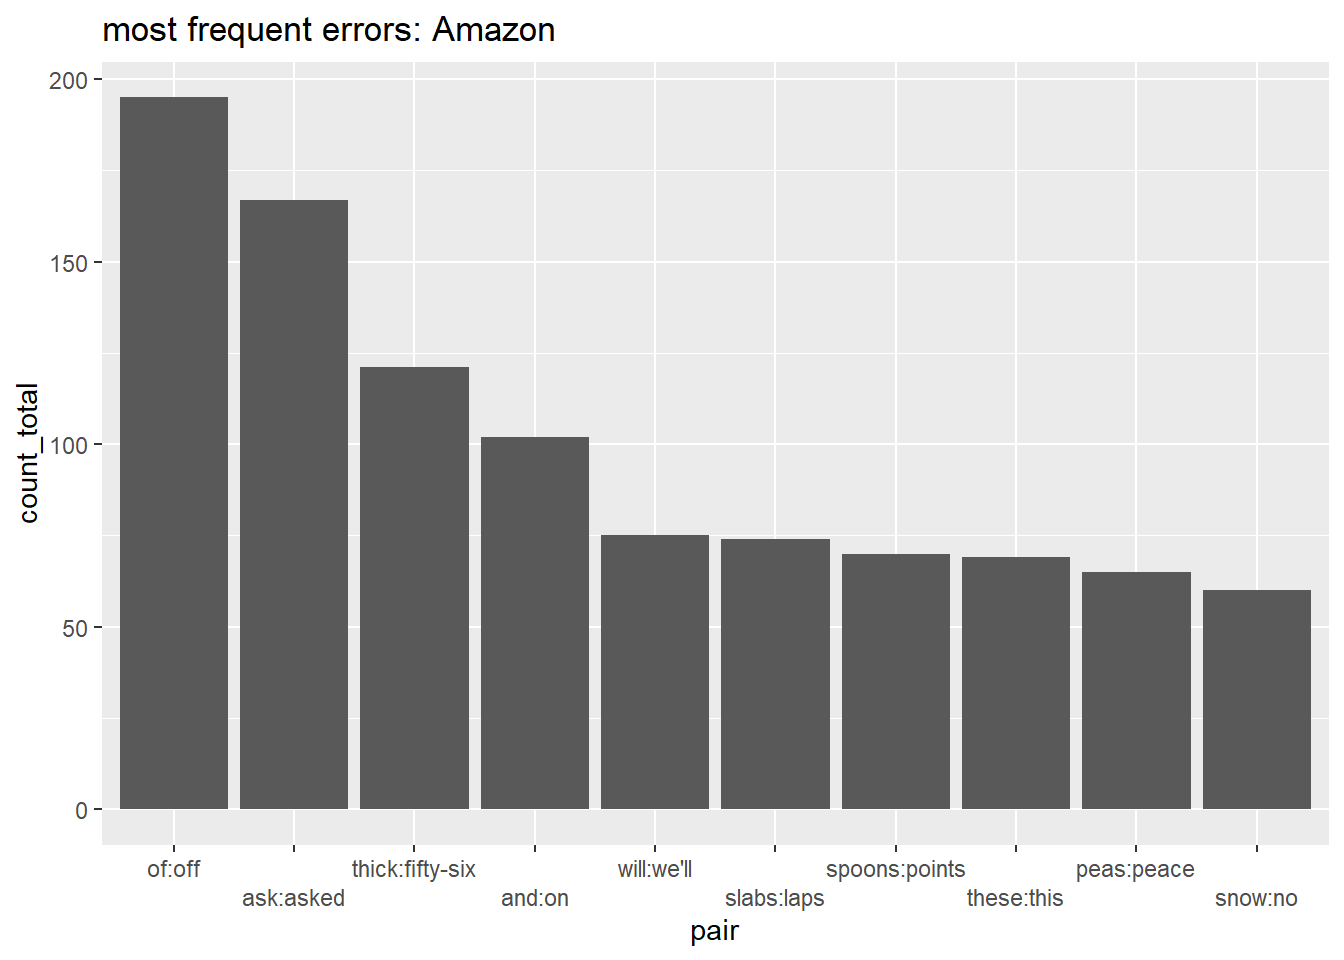 most frequent errors: Amazon
count_total
200
150
100
50
0
of:off
ask:asked
thick:fifty-six
and:on
will:we'll
slabs:laps
spoons:points
these:this
peas:peace
snow:no
pair